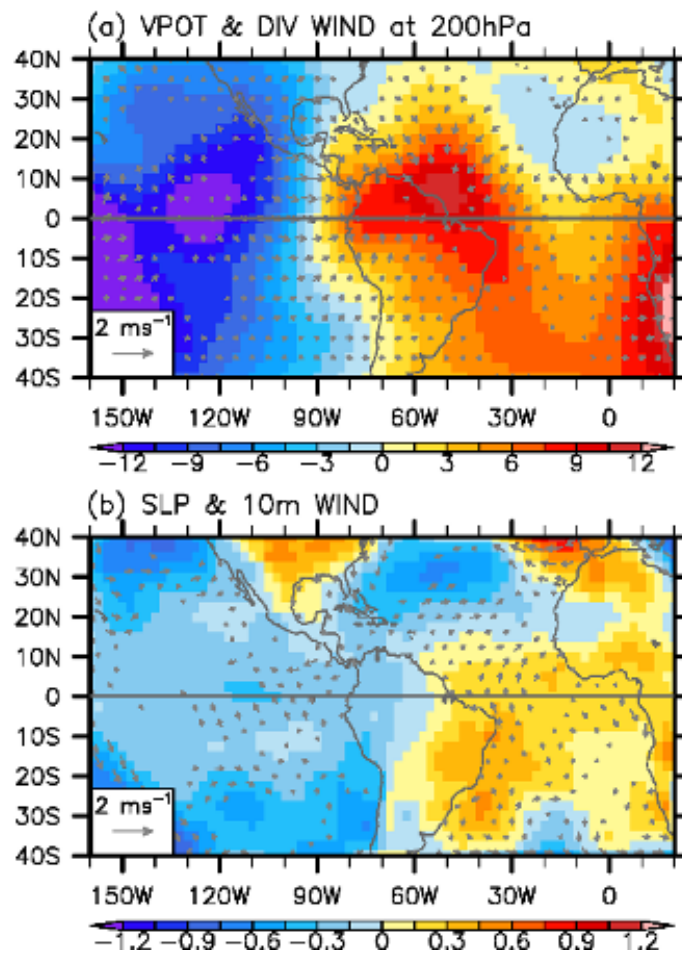 (a) VPOT & DIV WIND at 200hPa
40N
30N
20N
10N
0
10S
20S
30S
40S
2 ms⁻¹
150W 120W 90W 60W 30W 0
−12 −9 −6 −3 0 3 6 9 12
(b) SLP & 10m WIND
40N
30N
20N
10N
0
10S
20S
30S
40S
2 ms⁻¹
150W 120W 90W 60W 30W 0
−1.2 −0.9 −0.6 −0.3 0 0.3 0.6 0.9 1.2